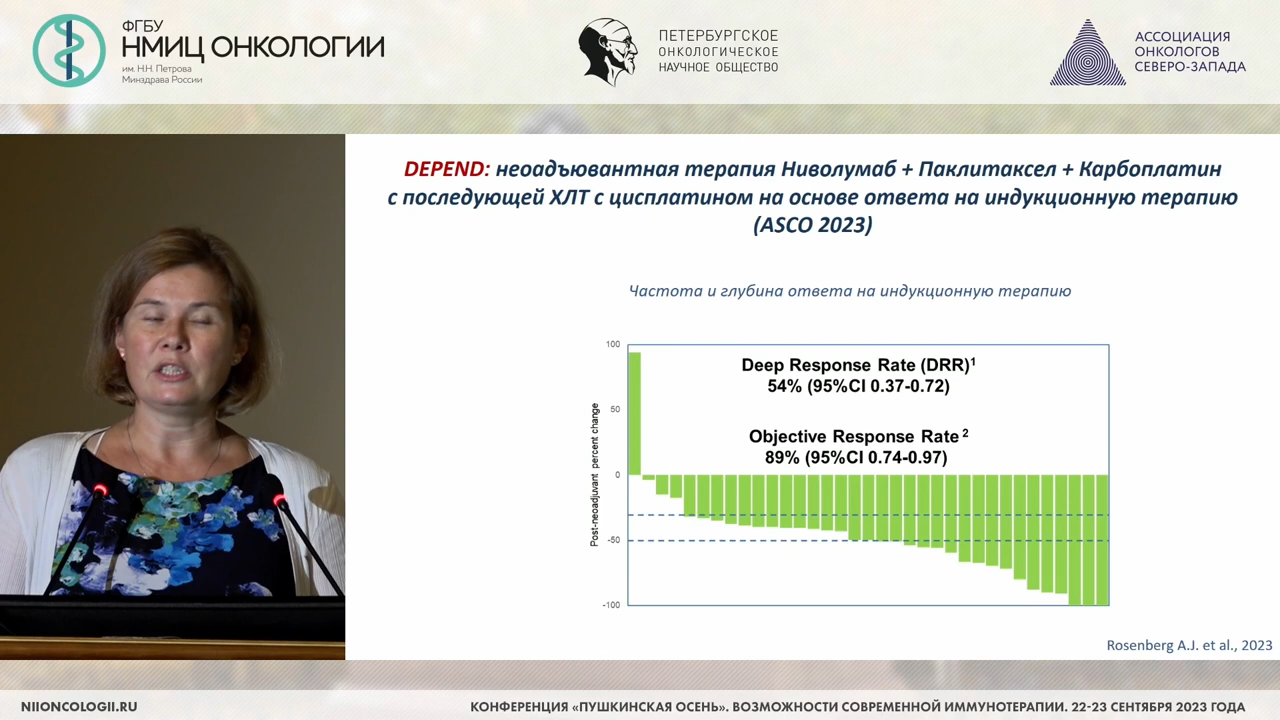 ФГБУ
НМИЦ ОНКОЛОГИИ
им. Н.Н. Петрова
Минздрава России
ПЕТЕРБУРГСКОЕ
ОНКОЛОГИЧЕСКОЕ
НАУЧНОЕ ОБЩЕСТВО
АССОЦИАЦИЯ
ОНКОЛОГОВ
СЕВЕРО-ЗАПАДА
DEPEND: неоадъювантная терапия Ниволумаб + Паклитаксел + Карбоплатин
с последующей ХЛТ с цисплатином на основе ответа на индукционную терапию
(ASCO 2023)
Частота и глубина ответа на индукционную терапию
Deep Response Rate (DRR)¹
54% (95%CI 0.37-0.72)
Objective Response Rate ²
89% (95%CI 0.74-0.97)
Post-neoadjuvant percent change
100
50
0
-50
-100
Rosenberg A.J. et al., 2023
NIIONCOLOGII.RU
КОНФЕРЕНЦИЯ «ПУШКИНСКАЯ ОСЕНЬ». ВОЗМОЖНОСТИ СОВРЕМЕННОЙ ИММУНОТЕРАПИИ. 22-23 СЕНТЯБРЯ 2023 ГОДА